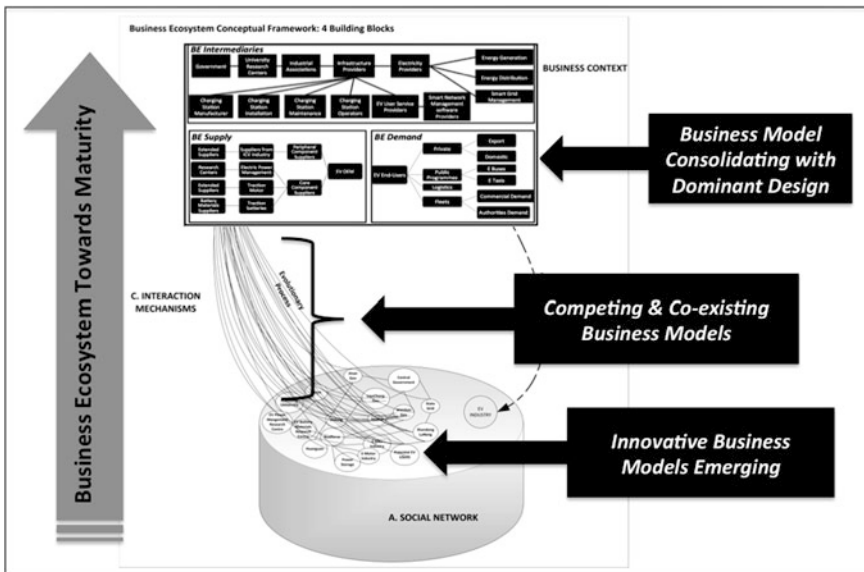 Business Ecosystem Conceptual Framework: 4 Building Blocks
Business Ecosystem Towards Maturity
BE Intermediaries
BUSINESS CONTEXT
Government
University
Research
Centers
Industrial
Associations
Infrastructure
Providers
Electricity
Providers
Energy Generation
Energy Distribution
Smart Grid
Management
Charging
Station
Manufacturer
Charging
Station
Installation
Charging
Station
Maintenance
Charging
Station
Operators
EV User Service
Providers
Smart Network
Management
software
Providers
BE Supply
Extended
Suppliers
Suppliers from
ICV Industry
Peripheral
Component
Suppliers
Research
Centers
Electric Power
Management
EV OEM
Extended
Suppliers
Traction
Motor
Core
Component
Suppliers
Battery
Materials
Suppliers
Traction
Batteries
BE Demand
EV End-Users
Private
Export
Domestic
Public
Programmes
E Buses
E Taxis
Logistics
Fleets
Commercial Demand
Authorities Demand
Business Model
Consolidating with
Dominant Design
C. INTERACTION
MECHANISMS
Evolutionary
Process
Competing & Co-existing
Business Models
Central
Government
EV
INDUSTRY
Innovative Business
Models Emerging
A. SOCIAL NETWORK